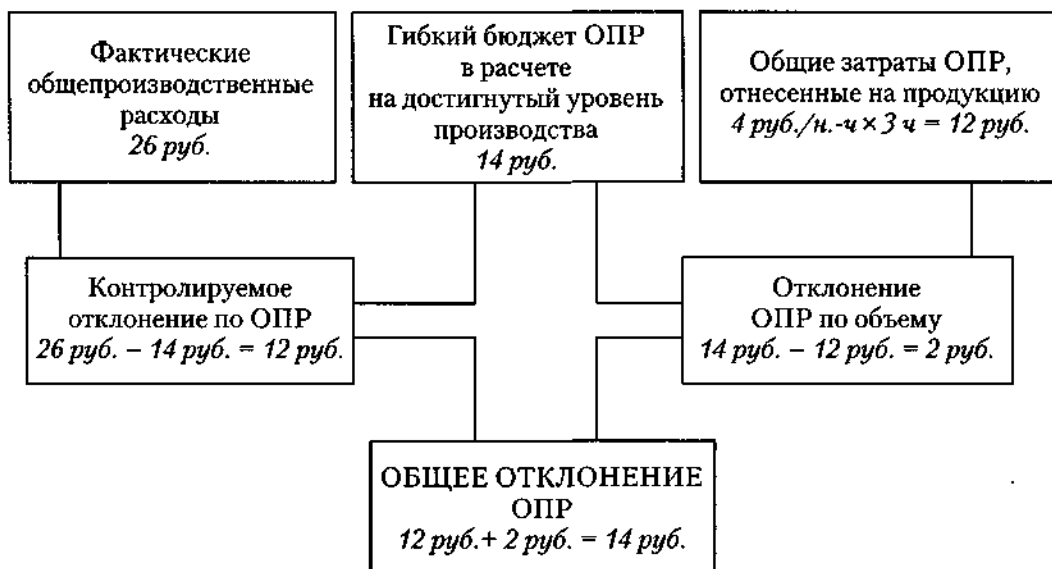 Фактические
общепроизводственные
расходы
26 руб.
Гибкий бюджет ОПР
в расчете
на достигнутый уровень
производства
14 руб.
Общие затраты ОПР,
отнесенные на продукцию
4 руб./н.-ч × 3 ч = 12 руб.
Контролируемое
отклонение по ОПР
26 руб. – 14 руб. = 12 руб.
Отклонение
ОПР по объему
14 руб. – 12 руб. = 2 руб.
ОБЩЕЕ ОТКЛОНЕНИЕ
ОПР
12 руб.+ 2 руб. = 14 руб.